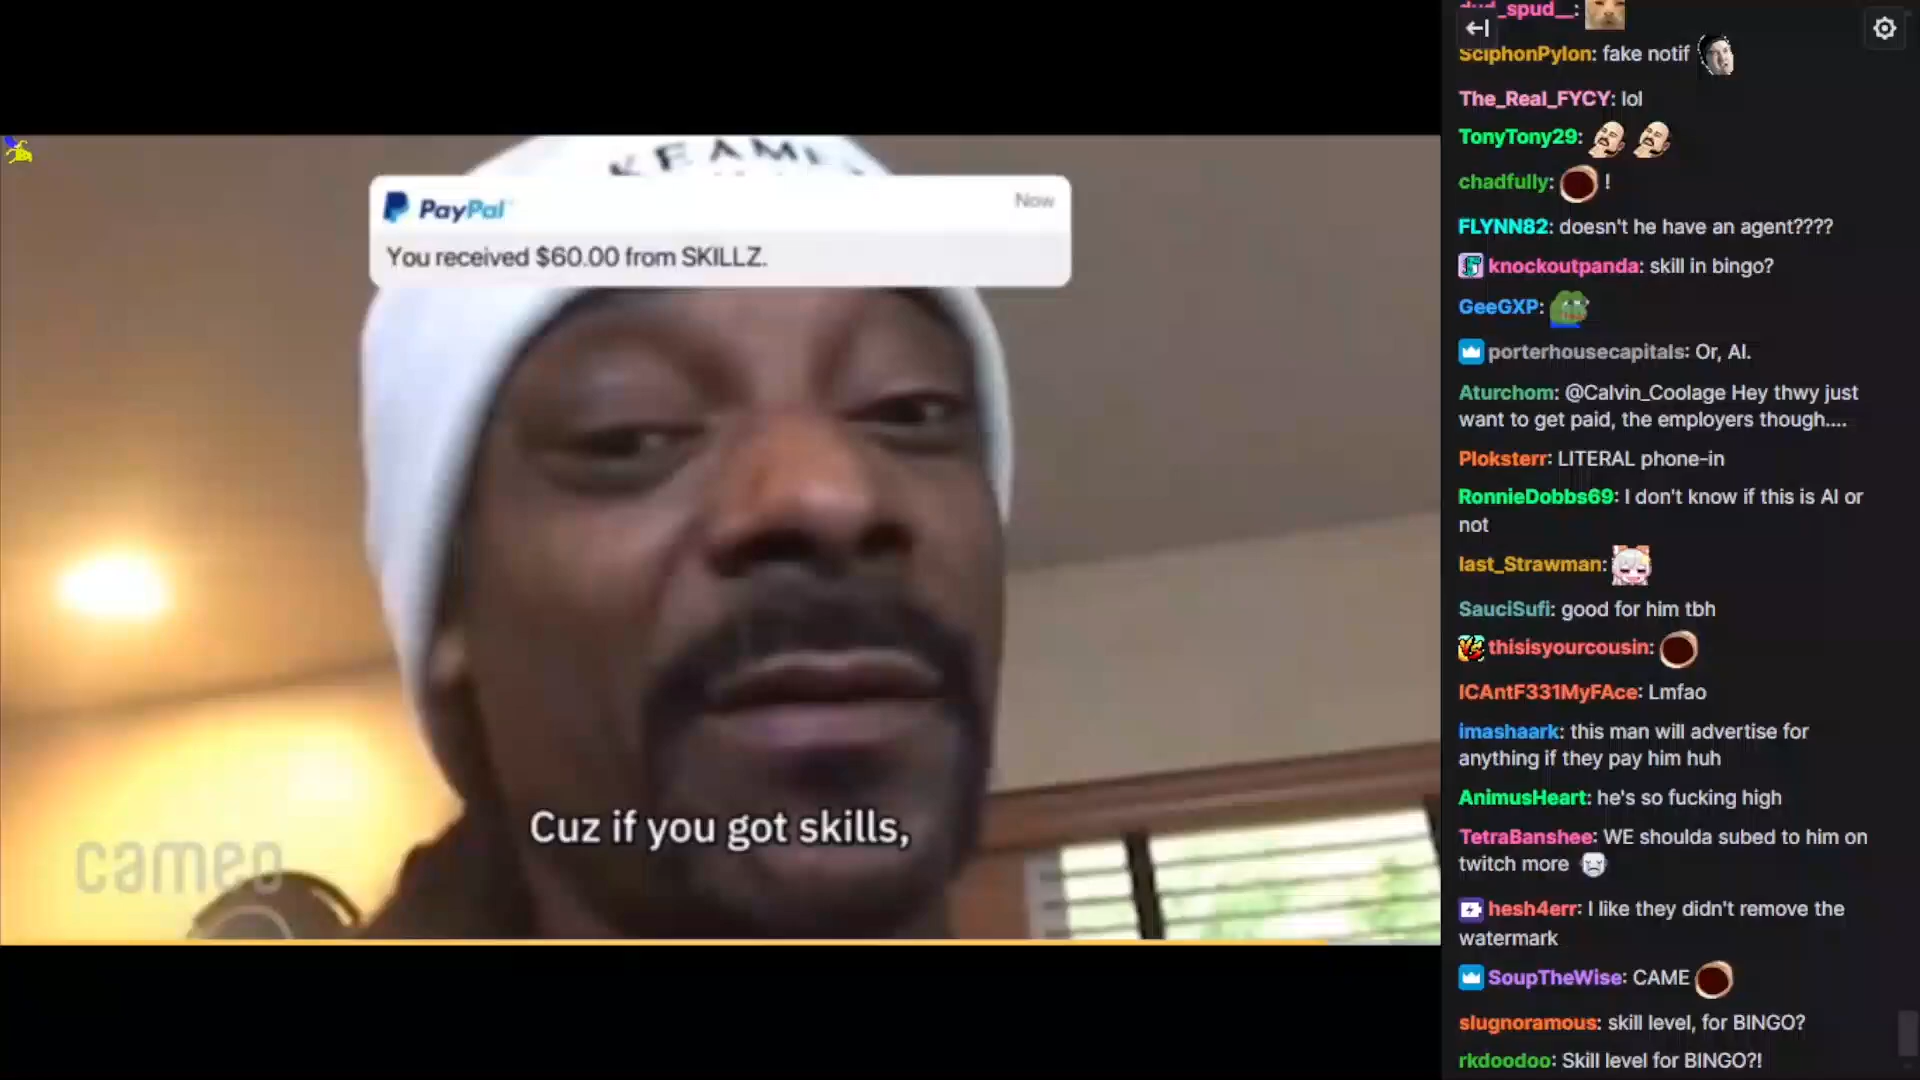 KEAME
PayPal
Now
You received $60.00 from SKILLZ.
Cuz if you got skills,
cameo
dud_spud__:
SciphonPylon: fake notif
The_Real_FYCY: lol
TonyTony29:
chadfully: !
FLYNN82: doesn't he have an agent????
knockoutpanda: skill in bingo?
GeeGXP:
porterhousecapitals: Or, AI.
Aturchom: @Calvin_Coolage Hey thwy just
want to get paid, the employers though....
Ploksterr: LITERAL phone-in
RonnieDobbs69: I don't know if this is AI or
not
last_Strawman:
SauciSufi: good for him tbh
thisisyourcousin:
ICAntF331MyFAce: Lmfao
imashaark: this man will advertise for
anything if they pay him huh
AnimusHeart: he's so fucking high
TetraBanshee: WE shoulda subed to him on
twitch more
hesh4err: I like they didn't remove the
watermark
SoupTheWise: CAME
slugnoramous: skill level, for BINGO?
rkdoodoo: Skill level for BINGO?!